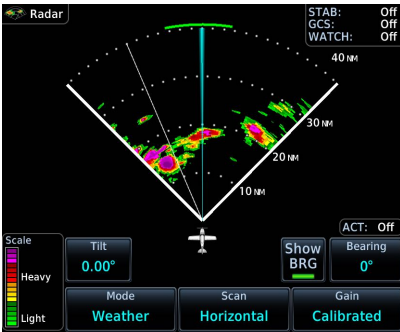 Radar
STAB: Off
GCS: Off
WATCH: Off
40 NM
30 NM
20 NM
10 NM
ACT: Off
Scale
Heavy
Light
Tilt
0.00°
Show
BRG
Bearing
0°
Mode
Weather
Scan
Horizontal
Gain
Calibrated